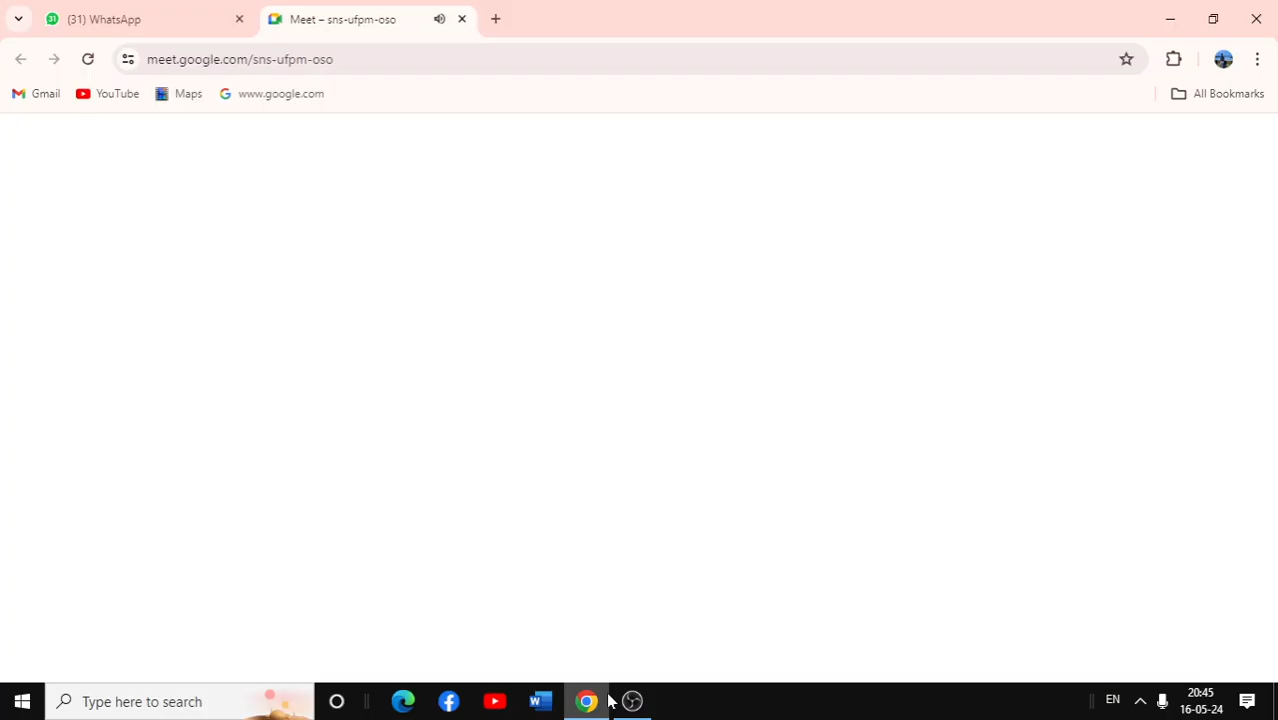 31 (31) WhatsApp Meet – sns-ufpm-oso
meet.google.com/sns-ufpm-oso
Gmail YouTube Maps www.google.com All Bookmarks
Type here to search EN 20:45
16-05-24